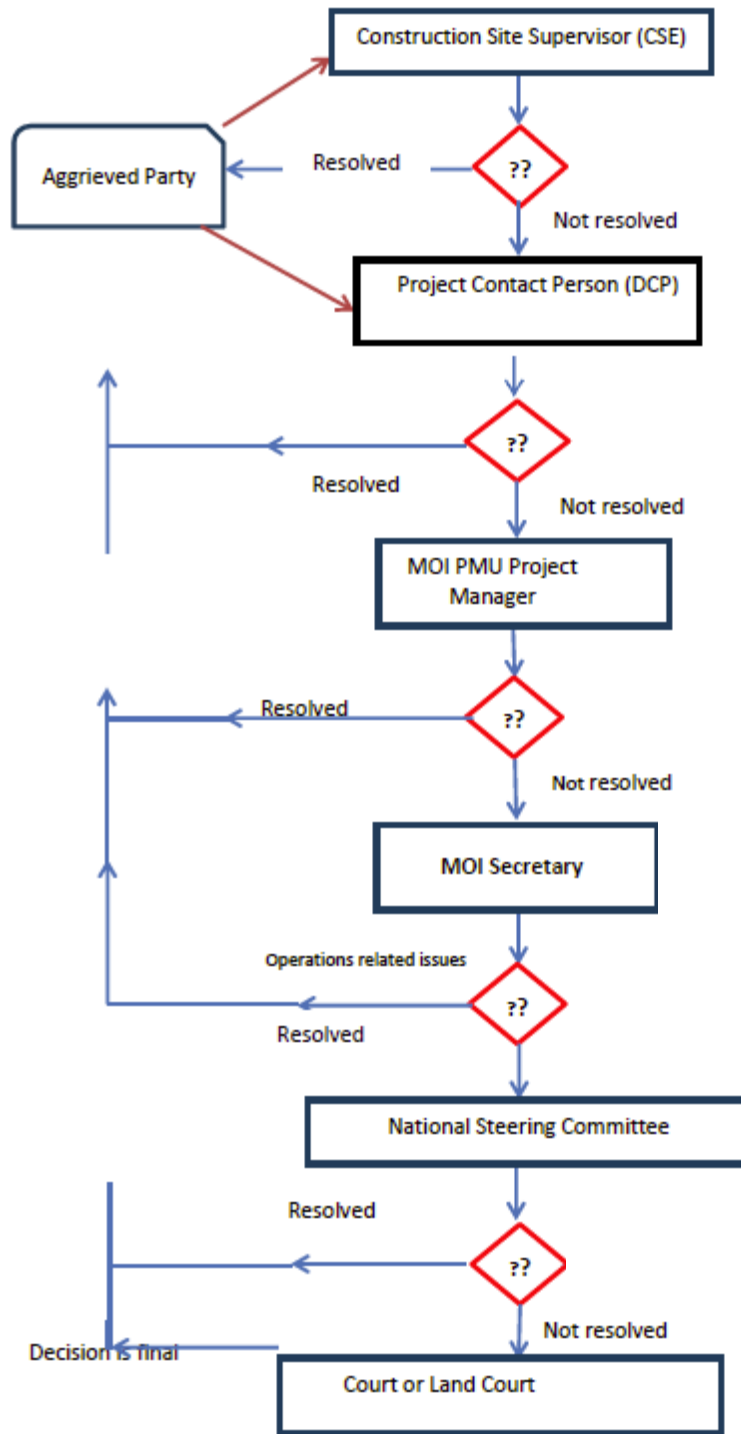 Construction Site Supervisor (CSE)
Aggrieved Party
Resolved
??
Not resolved
Project Contact Person (DCP)
??
Resolved
Not resolved
MOI PMU Project
Manager
Resolved
??
Not resolved
MOI Secretary
Operations related issues
??
Resolved
National Steering Committee
Resolved
??
Not resolved
Decision is final
Court or Land Court